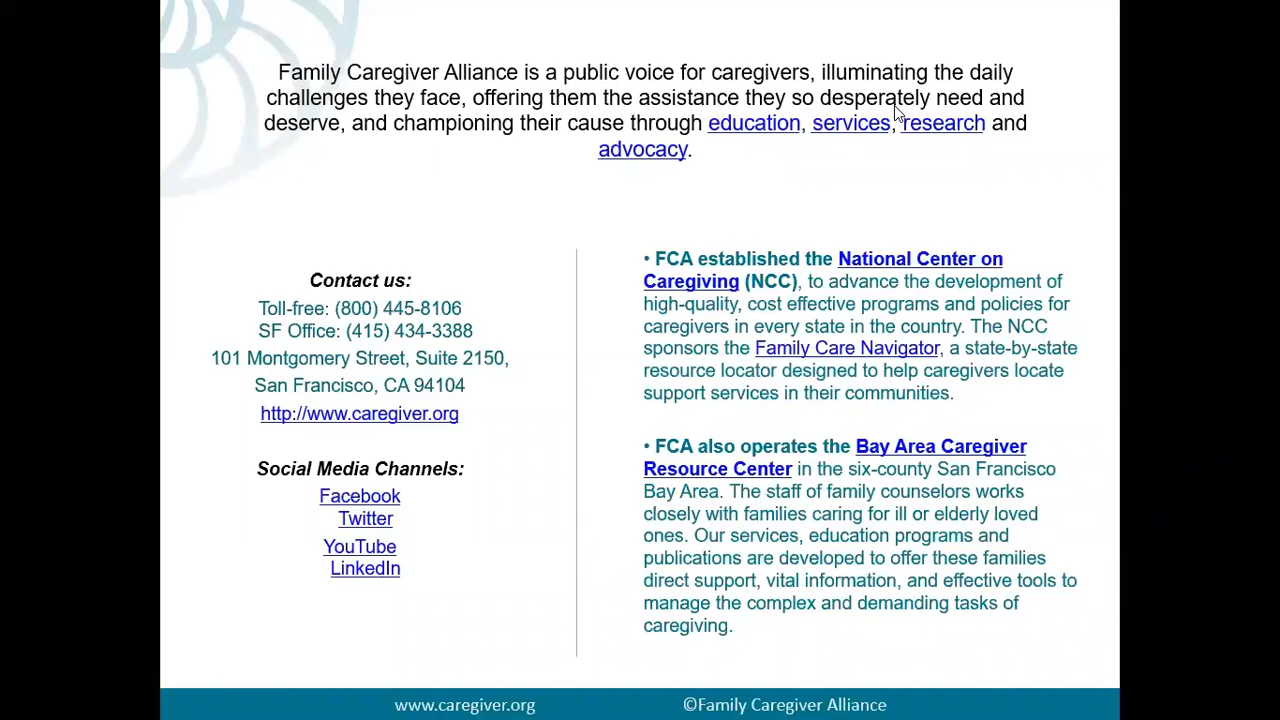 Family Caregiver Alliance is a public voice for caregivers, illuminating the daily
challenges they face, offering them the assistance they so desperately need and
deserve, and championing their cause through education, services, research and
advocacy.
Contact us:
Toll-free: (800) 445-8106
SF Office: (415) 434-3388
101 Montgomery Street, Suite 2150,
San Francisco, CA 94104
http://www.caregiver.org
Social Media Channels:
Facebook
Twitter
YouTube
LinkedIn
• FCA established the National Center on
Caregiving (NCC), to advance the development of
high-quality, cost effective programs and policies for
caregivers in every state in the country. The NCC
sponsors the Family Care Navigator, a state-by-state
resource locator designed to help caregivers locate
support services in their communities.
• FCA also operates the Bay Area Caregiver
Resource Center in the six-county San Francisco
Bay Area. The staff of family counselors works
closely with families caring for ill or elderly loved
ones. Our services, education programs and
publications are developed to offer these families
direct support, vital information, and effective tools to
manage the complex and demanding tasks of
caregiving.
www.caregiver.org
©Family Caregiver Alliance